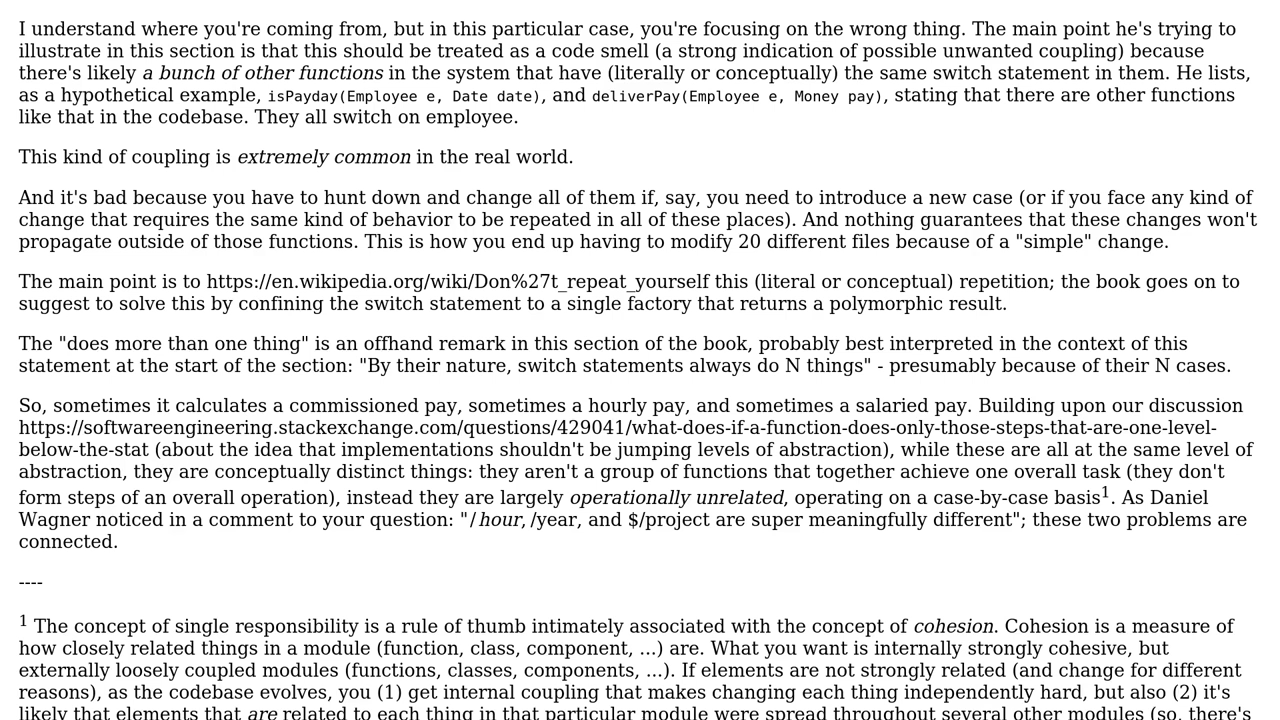 I understand where you're coming from, but in this particular case, you're focusing on the wrong thing. The main point he's trying to
illustrate in this section is that this should be treated as a code smell (a strong indication of possible unwanted coupling) because
there's likely a bunch of other functions in the system that have (literally or conceptually) the same switch statement in them. He lists,
as a hypothetical example, isPayday(Employee e, Date date), and deliverPay(Employee e, Money pay), stating that there are other functions
like that in the codebase. They all switch on employee.
This kind of coupling is extremely common in the real world.
And it's bad because you have to hunt down and change all of them if, say, you need to introduce a new case (or if you face any kind of
change that requires the same kind of behavior to be repeated in all of these places). And nothing guarantees that these changes won't
propagate outside of those functions. This is how you end up having to modify 20 different files because of a "simple" change.
The main point is to https://en.wikipedia.org/wiki/Don%27t_repeat_yourself this (literal or conceptual) repetition; the book goes on to
suggest to solve this by confining the switch statement to a single factory that returns a polymorphic result.
The "does more than one thing" is an offhand remark in this section of the book, probably best interpreted in the context of this
statement at the start of the section: "By their nature, switch statements always do N things" - presumably because of their N cases.
So, sometimes it calculates a commissioned pay, sometimes a hourly pay, and sometimes a salaried pay. Building upon our discussion
https://softwareengineering.stackexchange.com/questions/429041/what-does-if-a-function-does-only-those-steps-that-are-one-level-
below-the-stat (about the idea that implementations shouldn't be jumping levels of abstraction), while these are all at the same level of
abstraction, they are conceptually distinct things: they aren't a group of functions that together achieve one overall task (they don't
form steps of an overall operation), instead they are largely operationally unrelated, operating on a case-by-case basis1. As Daniel
Wagner noticed in a comment to your question: "/hour, /year, and $/project are super meaningfully different"; these two problems are
connected.
----
1 The concept of single responsibility is a rule of thumb intimately associated with the concept of cohesion. Cohesion is a measure of
how closely related things in a module (function, class, component, ...) are. What you want is internally strongly cohesive, but
externally loosely coupled modules (functions, classes, components, ...). If elements are not strongly related (and change for different
reasons), as the codebase evolves, you (1) get internal coupling that makes changing each thing independently hard, but also (2) it's
likely that elements that are related to each thing in that particular module were spread throughout several other modules (so, there's